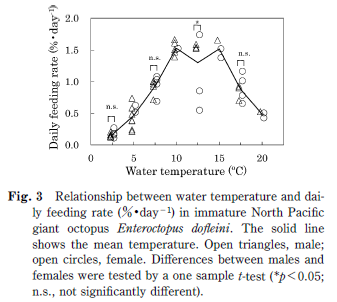 2.0
1.5
1.0
0.5
0.0
Daily feeding rate (%・day⁻¹)
n.s.
n.s.
*
n.s.
0
5
10
15
20
Water temperature (°C)
Fig. 3 Relationship between water temperature and dai-
ly feeding rate (%•day⁻¹) in immature North Pacific
giant octopus Enteroctopus dofleini. The solid line
shows the mean temperature. Open triangles, male;
open circles, female. Differences between males and
females were tested by a one sample t-test (*p<0.05;
n.s., not significantly different).